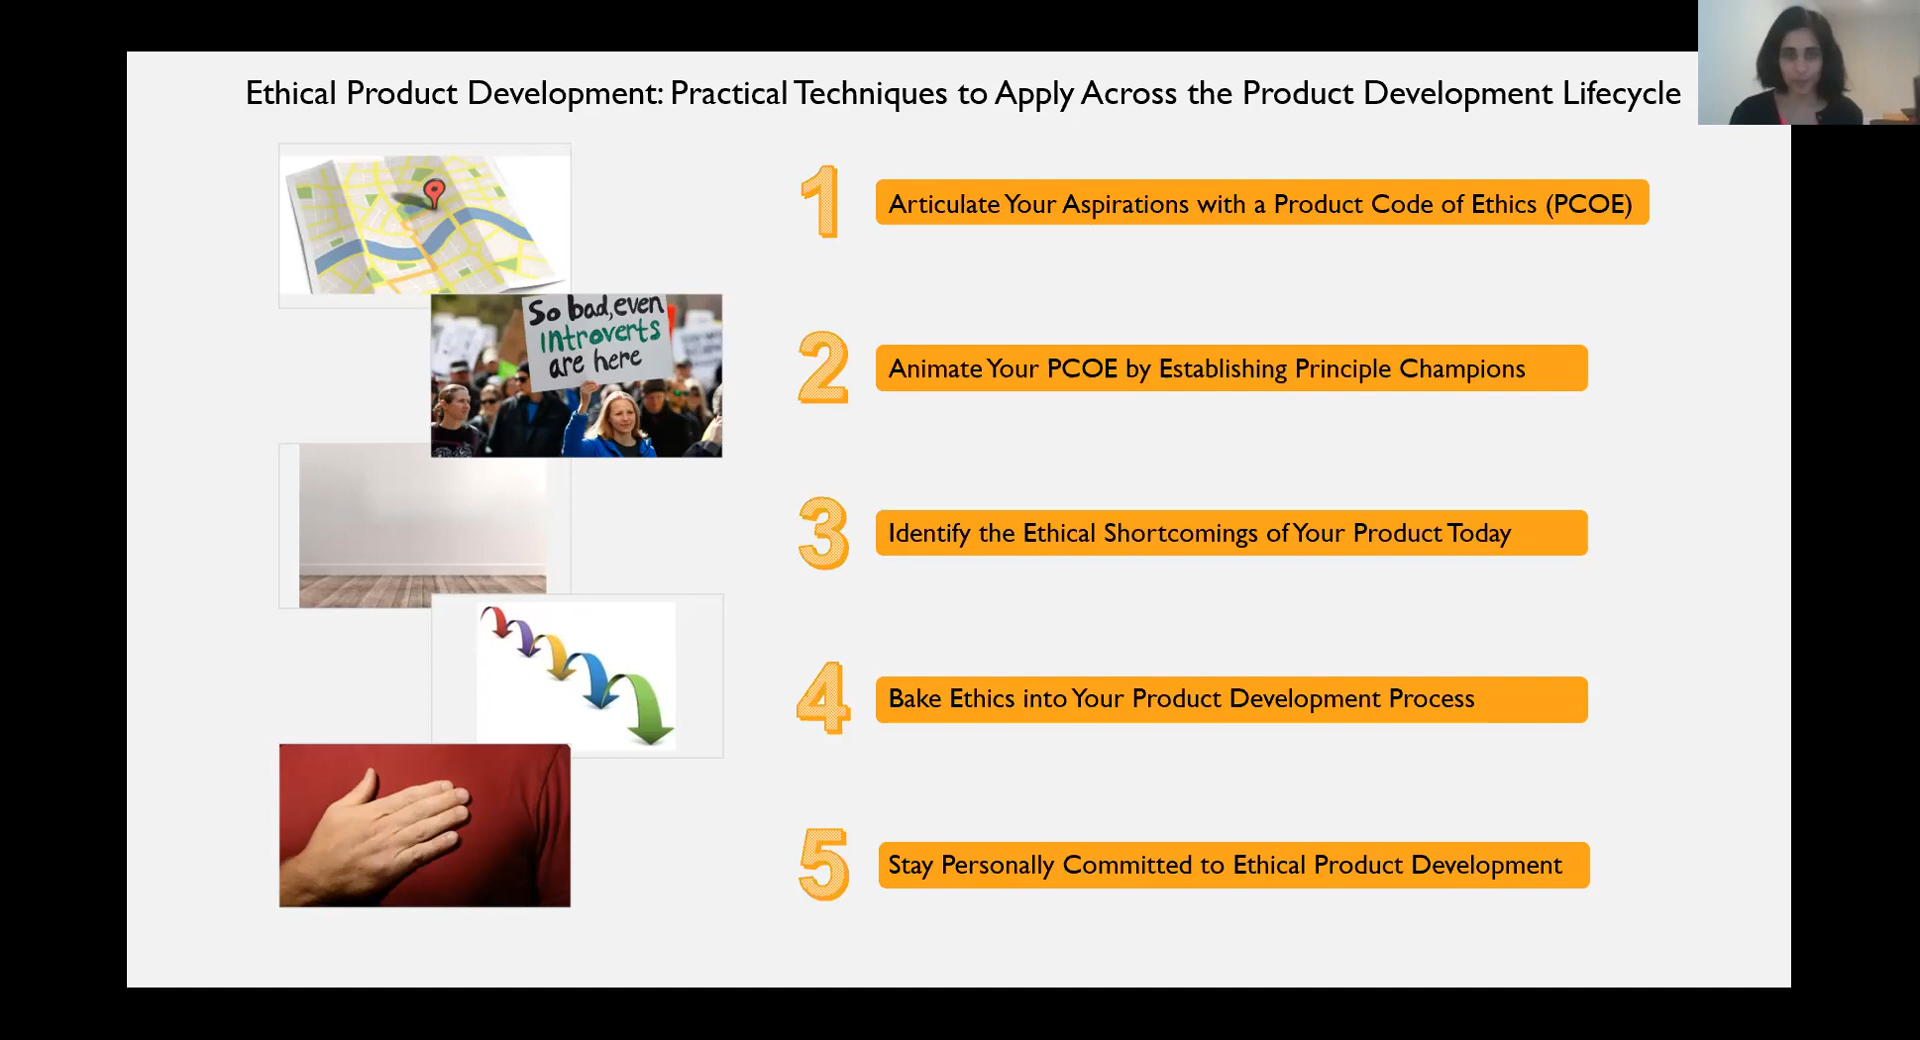 Ethical Product Development: Practical Techniques to Apply Across the Product Development Lifecycle
1
Articulate Your Aspirations with a Product Code of Ethics (PCOE)
So bad, even
introverts
are here
2
Animate Your PCOE by Establishing Principle Champions
3
Identify the Ethical Shortcomings of Your Product Today
4
Bake Ethics into Your Product Development Process
5
Stay Personally Committed to Ethical Product Development